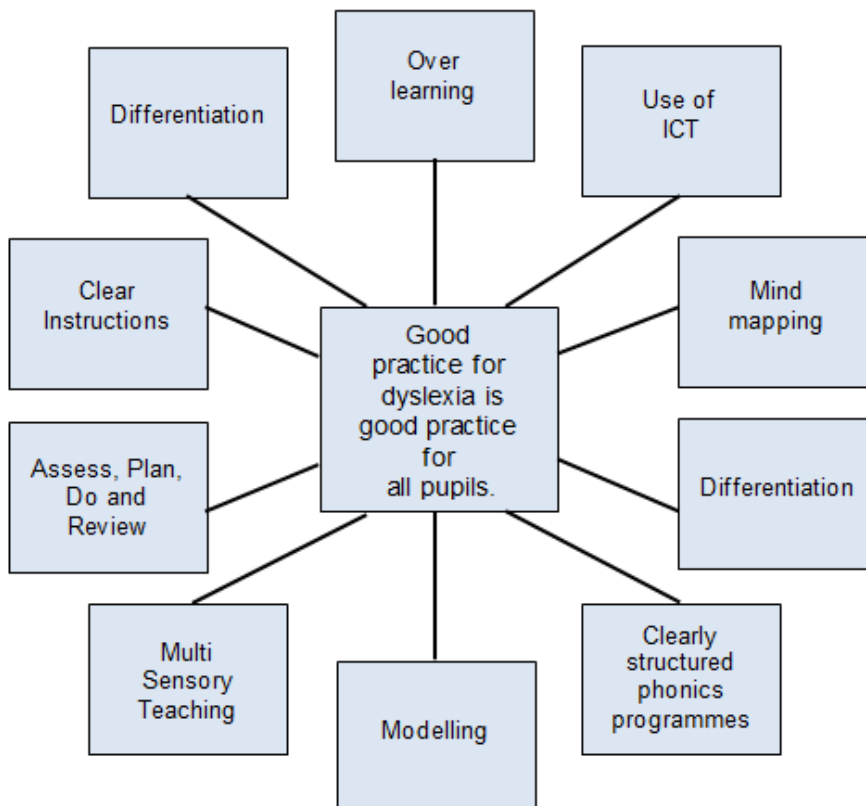 Over
learning
Use of
ICT
Mind
mapping
Differentiation
Clearly
structured
phonics
programmes
Modelling
Multi
Sensory
Teaching
Assess, Plan,
Do and
Review
Clear
Instructions
Differentiation
Good
practice for
dyslexia is
good practice
for
all pupils.